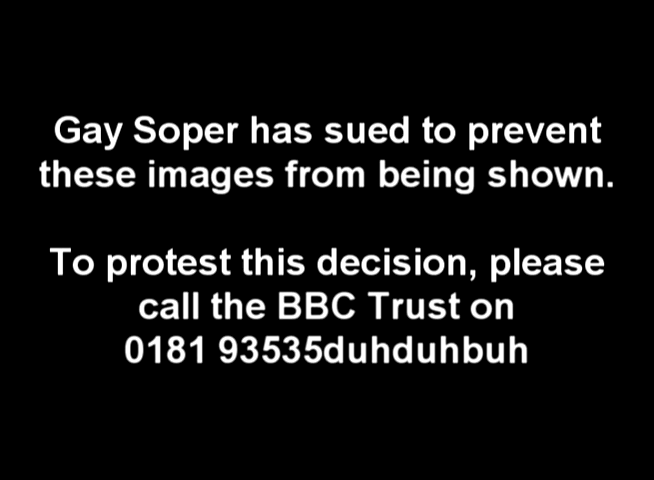 Gay Soper has sued to prevent
these images from being shown.
To protest this decision, please
call the BBC Trust on
0181 93535duhduhbuh